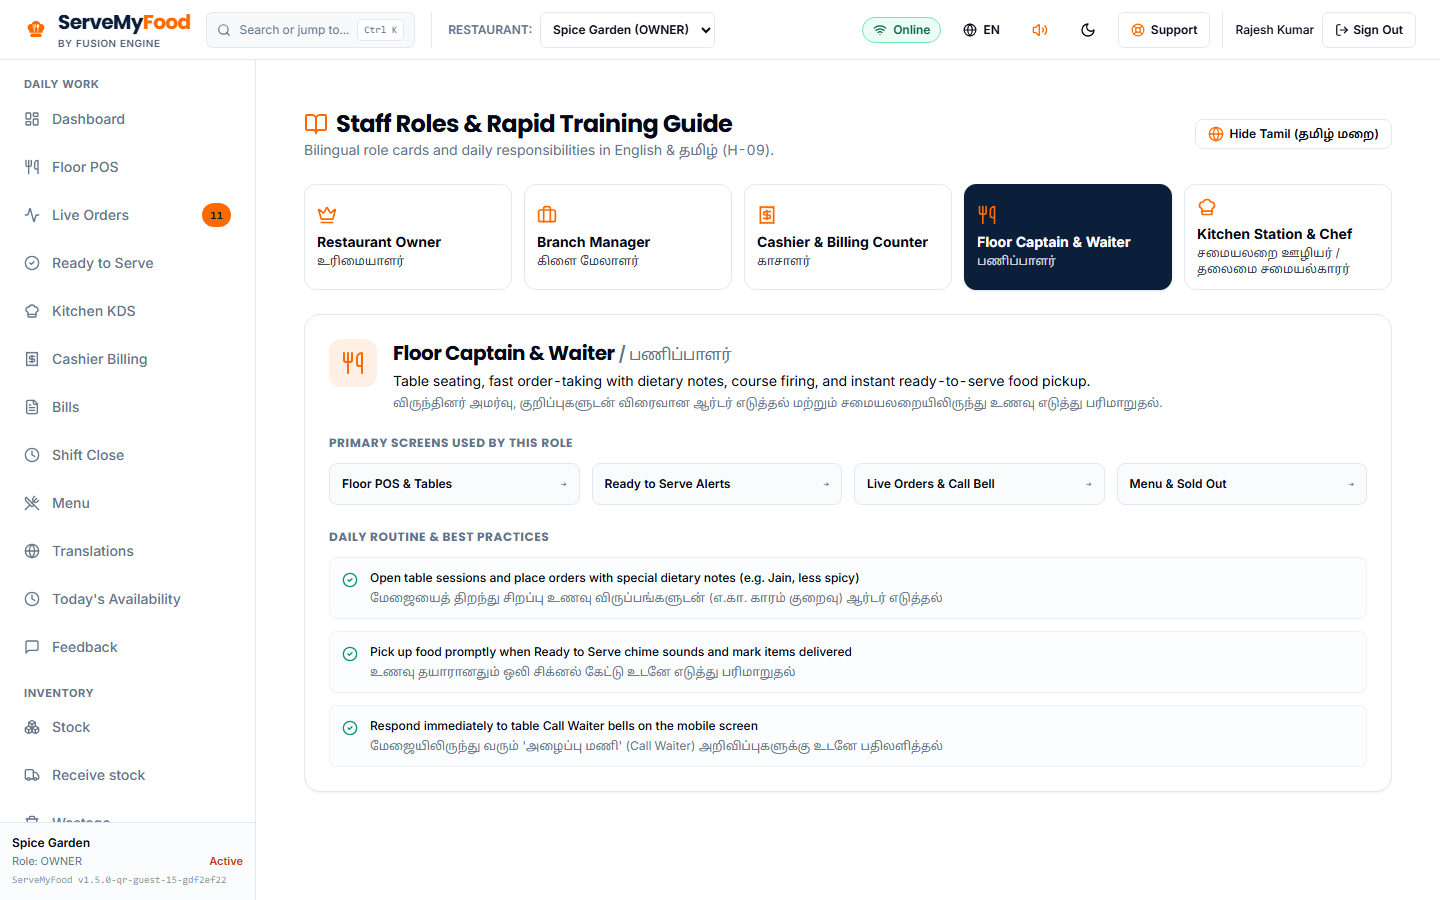 ServeMyFood
BY FUSION ENGINE
Search or jump to...
Ctrl K
RESTAURANT:
Spice Garden (OWNER)
Online
EN
Support
Rajesh Kumar
Sign Out
DAILY WORK
Dashboard
Floor POS
Live Orders
11
Ready to Serve
Kitchen KDS
Cashier Billing
Bills
Shift Close
Menu
Translations
Today's Availability
Feedback
INVENTORY
Stock
Receive stock
Spice Garden
Role: OWNER
Active
ServeMyFood v1.5.0-qr-guest-15-gdf2ef22
Staff Roles & Rapid Training Guide
Bilingual role cards and daily responsibilities in English & தமிழ் (H-09).
Hide Tamil (தமிழ் மறை)
Restaurant Owner
உரிமையாளர்
Branch Manager
கிளை மேலாளர்
Cashier & Billing Counter
காசாளர்
Floor Captain & Waiter
பணிப்பாளர்
Kitchen Station & Chef
சமையலறை ஊழியர் /
தலைமை சமையல்காரர்
Floor Captain & Waiter / பணிப்பாளர்
Table seating, fast order-taking with dietary notes, course firing, and instant ready-to-serve food pickup.
விருந்தினர் அமர்வு, குறிப்புகளுடன் விரைவான ஆர்டர் எடுத்தல் மற்றும் சமையலறையிலிருந்து உணவு எடுத்து பரிமாறுதல்.
PRIMARY SCREENS USED BY THIS ROLE
Floor POS & Tables →
Ready to Serve Alerts →
Live Orders & Call Bell →
Menu & Sold Out →
DAILY ROUTINE & BEST PRACTICES
Open table sessions and place orders with special dietary notes (e.g. Jain, less spicy)
மேஜையைத் திறந்து சிறப்பு உணவு விருப்பங்களுடன் (எ.கா. காரம் குறைவு) ஆர்டர் எடுத்தல்
Pick up food promptly when Ready to Serve chime sounds and mark items delivered
உணவு தயாரானதும் ஒலி சிக்னல் கேட்டு உடனே எடுத்து பரிமாறுதல்
Respond immediately to table Call Waiter bells on the mobile screen
மேஜையிலிருந்து வரும் 'அழைப்பு மணி' (Call Waiter) அறிவிப்புகளுக்கு உடனே பதிலளித்தல்